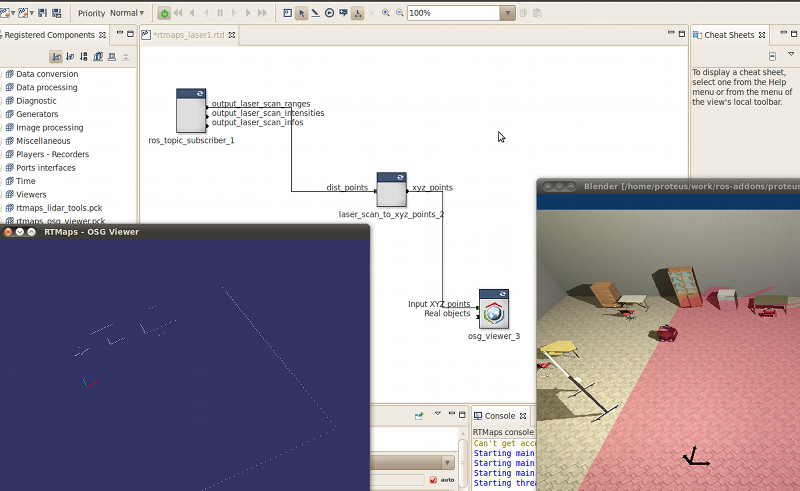 Priority Normal
100%
Registered Components
*rtmaps_laser1.rtd
Cheat Sheets
Data conversion
Data processing
Diagnostic
Generators
Image processing
Miscellaneous
Players - Recorders
Ports interfaces
Time
Viewers
rtmaps_lidar_tools.pck
rtmaps_osg_viewer.pck
output_laser_scan_ranges
output_laser_scan_intensities
output_laser_scan_infos
ros_topic_subscriber_1
dist_points
xyz_points
laser_scan_to_xyz_points_2
Input XYZ points
Real objects
osg_viewer_3
To display a cheat sheet,
select one from the Help
menu or from the menu of
the view's local toolbar.
RTMaps - OSG Viewer
Blender [/home/proteus/work/ros-addons/proteus
auto
Console
RTMaps console
Can't get acce
Starting main
Starting main
Starting main
Starting threa